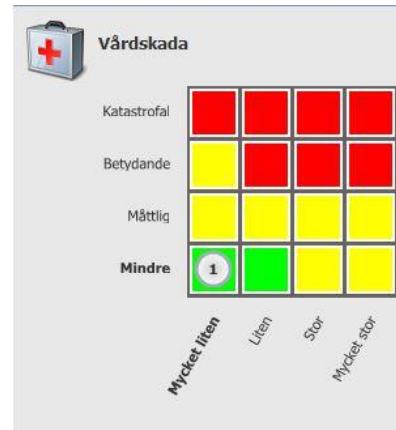 Vårdskada
Katastrofal
Betydande
Måttlig
Mindre
1
Mycket liten
Liten
Stor
Mycket stor